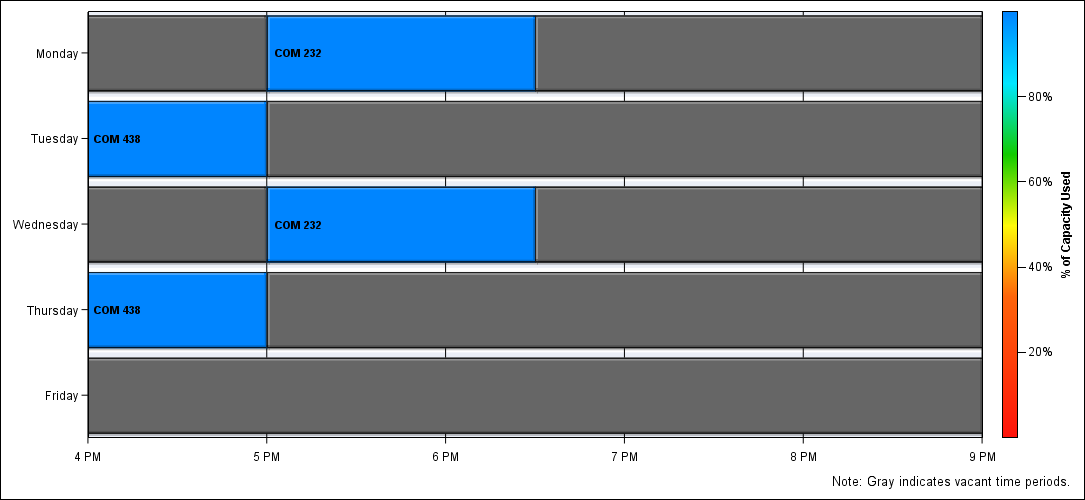 Monday
COM 232
Tuesday
COM 438
Wednesday
COM 232
Thursday
COM 438
Friday
4 PM
5 PM
6 PM
7 PM
8 PM
9 PM
80%
60%
40%
20%
% of Capacity Used
Note: Gray indicates vacant time periods.